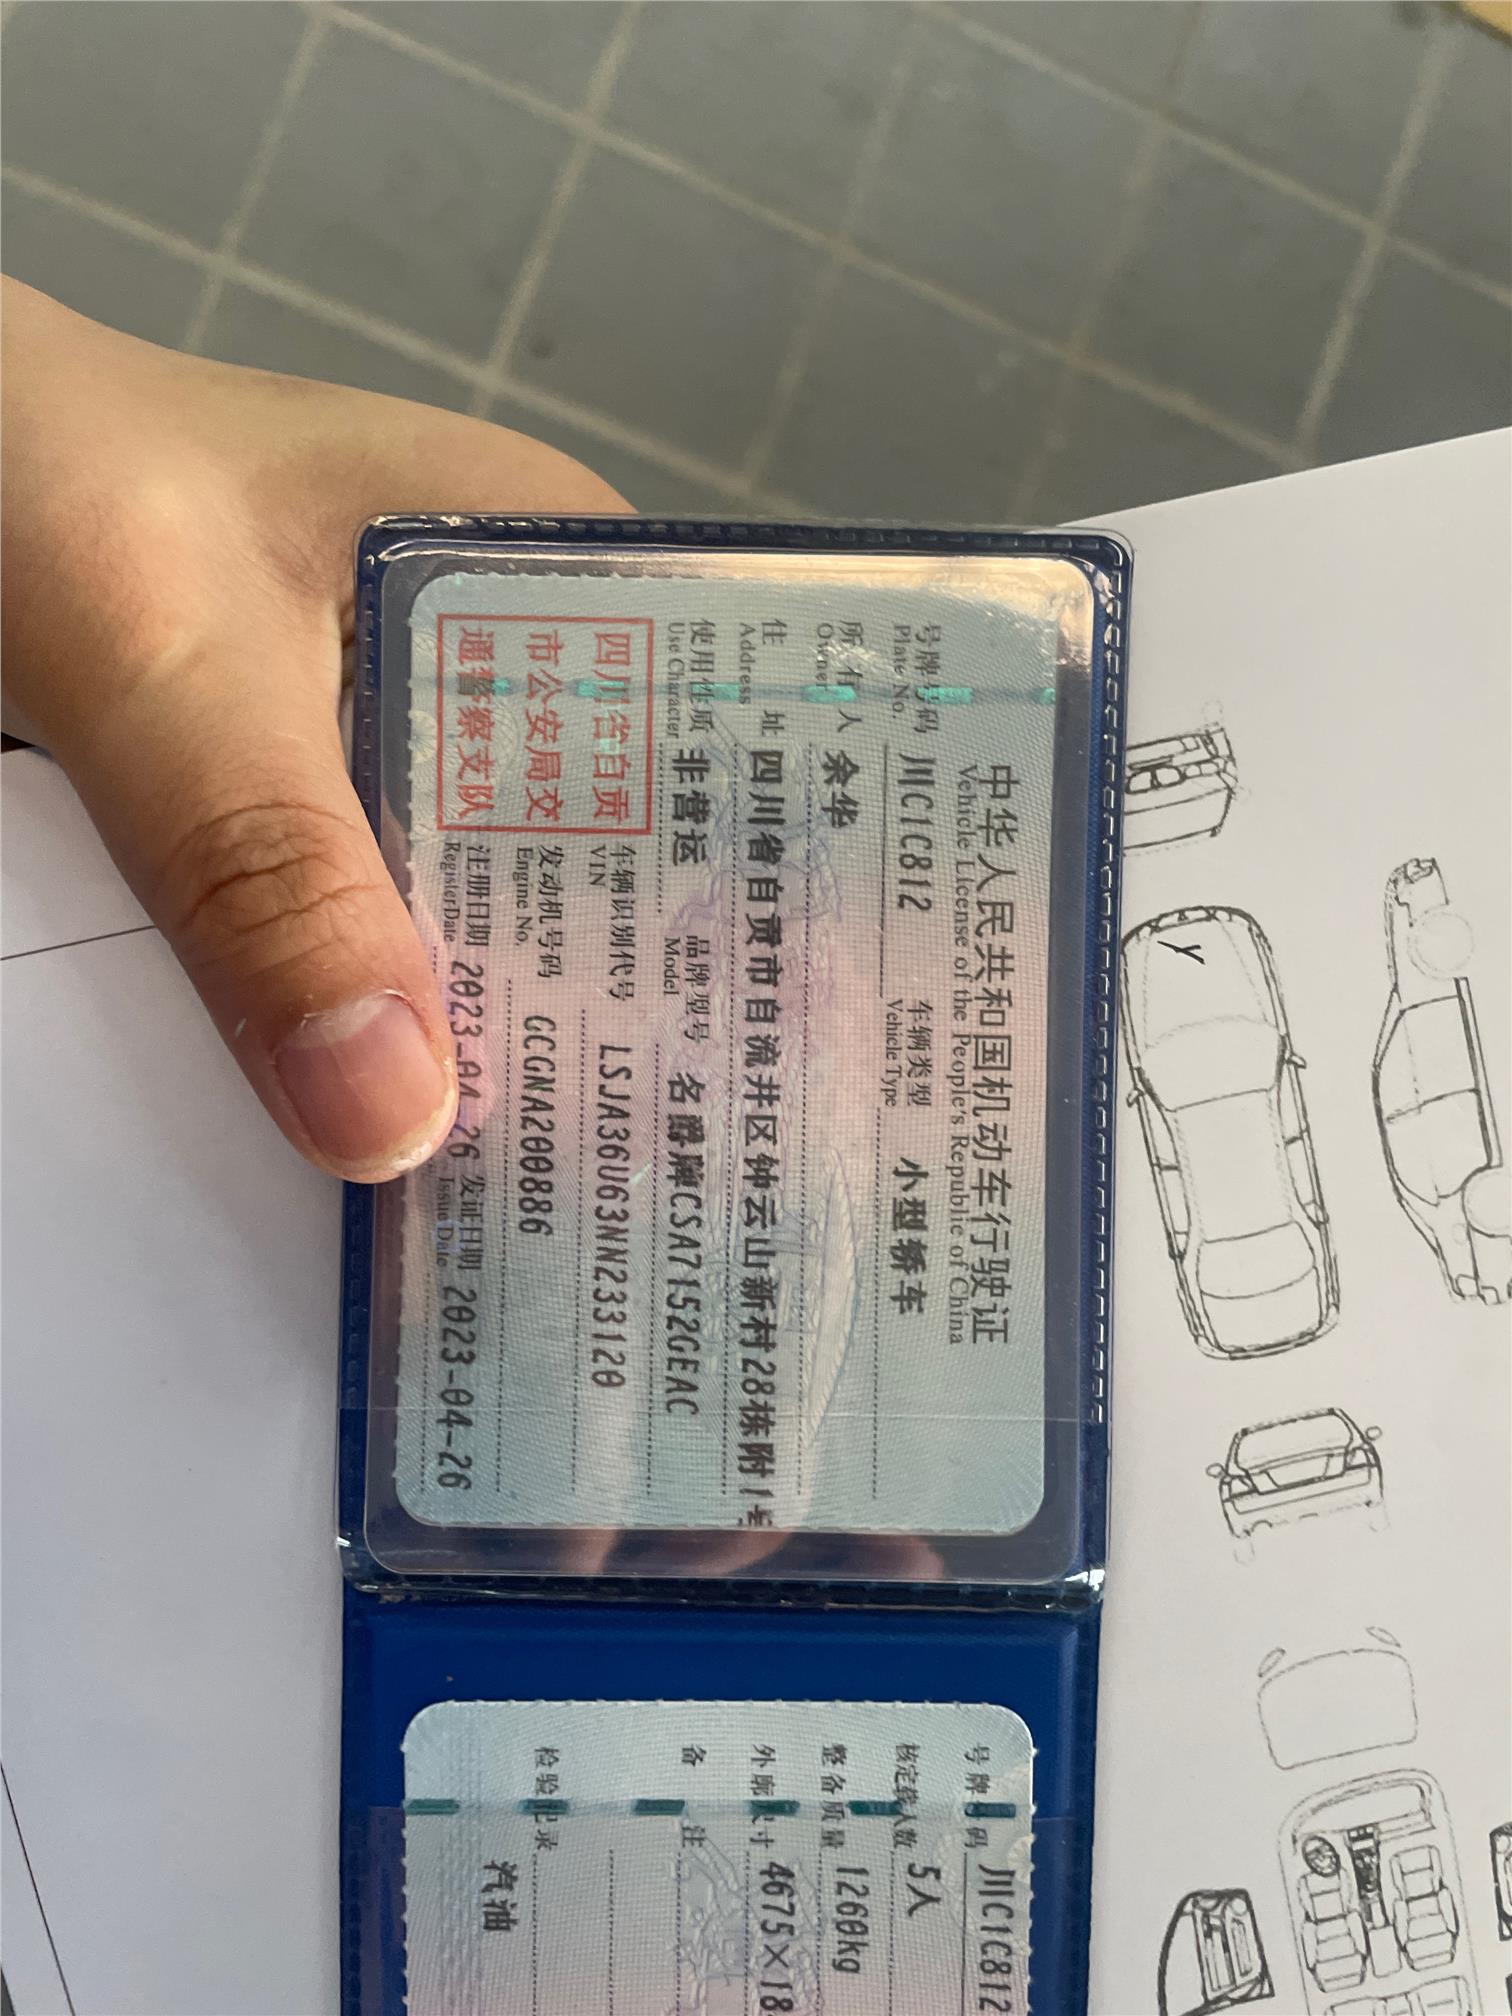 中华人民共和国机动车行驶证
Vehicle License of the People's Republic of China
号牌号码 川C1C812 车辆类型 小型轿车
Plate No. Vehicle Type
所有人 余华
Owner
住址 四川省自贡市自流井区钟云山新村28栋附1号
Address
使用性质 非营运 品牌型号 名爵牌CSA7152GEAC
Use Character Model
四川省自贡
市公安局交
通警察支队
车辆识别代号 LSJA36U63NN233120
VIN
发动机号码 GCGNA200886
Engine No.
注册日期 2023-04-26 发证日期 2023-04-26
Register Date Issue Date
号牌号码 川C1C812
核定载人数 5人
整备质量 1260kg
外廓尺寸 4675×18
备注
检验记录
汽油